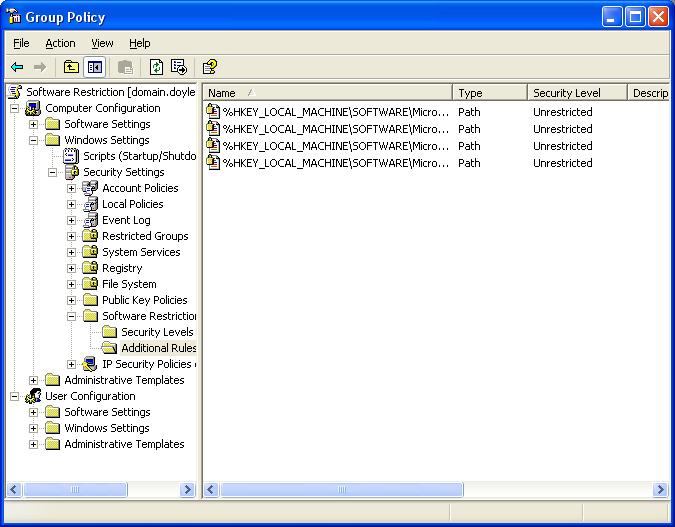 Group Policy
File Action View Help
Name Type Security Level Descrip
Software Restriction [domain.doyle
Computer Configuration
Software Settings
Windows Settings
Scripts (Startup/Shutdo
Security Settings
Account Policies
Local Policies
Event Log
Restricted Groups
System Services
Registry
File System
Public Key Policies
Software Restriction
Security Levels
Additional Rules
IP Security Policies
Administrative Templates
User Configuration
Software Settings
Windows Settings
Administrative Templates
%HKEY_LOCAL_MACHINE\SOFTWARE\Micro... Path Unrestricted
%HKEY_LOCAL_MACHINE\SOFTWARE\Micro... Path Unrestricted
%HKEY_LOCAL_MACHINE\SOFTWARE\Micro... Path Unrestricted
%HKEY_LOCAL_MACHINE\SOFTWARE\Micro... Path Unrestricted